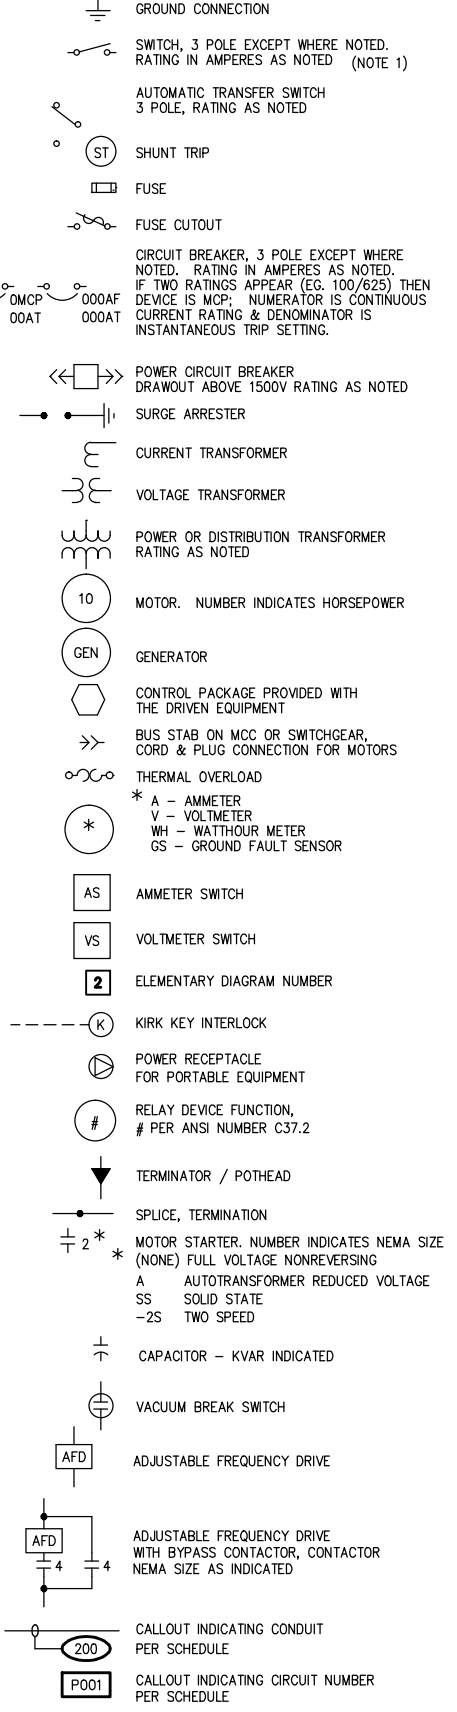 GROUND CONNECTION
SWITCH, 3 POLE EXCEPT WHERE NOTED.
RATING IN AMPERES AS NOTED (NOTE 1)
AUTOMATIC TRANSFER SWITCH
3 POLE, RATING AS NOTED
ST SHUNT TRIP
FUSE
FUSE CUTOUT
CIRCUIT BREAKER, 3 POLE EXCEPT WHERE
NOTED. RATING IN AMPERES AS NOTED.
IF TWO RATINGS APPEAR (EG. 100/625) THEN
OMCP 000AF DEVICE IS MCP; NUMERATOR IS CONTINUOUS
00AT 000AT CURRENT RATING & DENOMINATOR IS
INSTANTANEOUS TRIP SETTING.
POWER CIRCUIT BREAKER
DRAWOUT ABOVE 1500V RATING AS NOTED
SURGE ARRESTER
CURRENT TRANSFORMER
VOLTAGE TRANSFORMER
POWER OR DISTRIBUTION TRANSFORMER
RATING AS NOTED
10 MOTOR. NUMBER INDICATES HORSEPOWER
GEN GENERATOR
CONTROL PACKAGE PROVIDED WITH
THE DRIVEN EQUIPMENT
BUS STAB ON MCC OR SWITCHGEAR,
CORD & PLUG CONNECTION FOR MOTORS
THERMAL OVERLOAD
* A – AMMETER
V – VOLTMETER
* WH – WATTHOUR METER
GS – GROUND FAULT SENSOR
AS AMMETER SWITCH
VS VOLTMETER SWITCH
2 ELEMENTARY DIAGRAM NUMBER
K KIRK KEY INTERLOCK
POWER RECEPTACLE
FOR PORTABLE EQUIPMENT
RELAY DEVICE FUNCTION,
# # PER ANSI NUMBER C37.2
TERMINATOR / POTHEAD
SPLICE, TERMINATION
2 * MOTOR STARTER. NUMBER INDICATES NEMA SIZE
* (NONE) FULL VOLTAGE NONREVERSING
A AUTOTRANSFORMER REDUCED VOLTAGE
SS SOLID STATE
–2S TWO SPEED
CAPACITOR – KVAR INDICATED
VACUUM BREAK SWITCH
AFD ADJUSTABLE FREQUENCY DRIVE
AFD ADJUSTABLE FREQUENCY DRIVE
WITH BYPASS CONTACTOR, CONTACTOR
4 4 NEMA SIZE AS INDICATED
CALLOUT INDICATING CONDUIT
200 PER SCHEDULE
P001 CALLOUT INDICATING CIRCUIT NUMBER
PER SCHEDULE